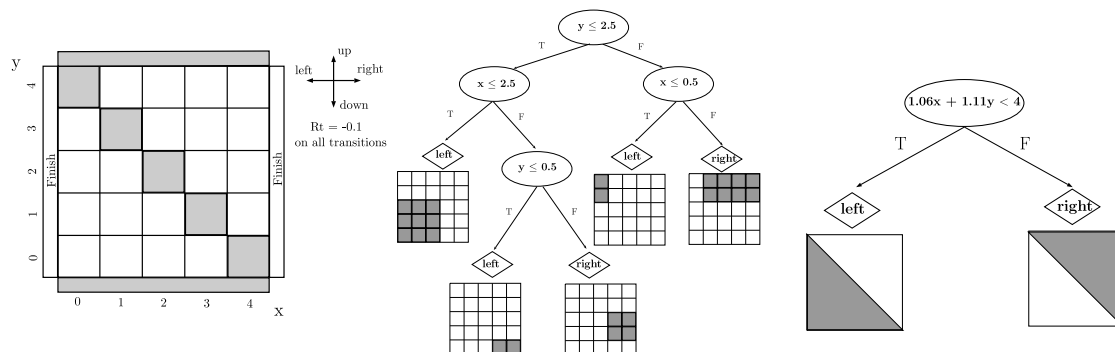 y
4
3
2
1
0
Finish
Finish
0 1 2 3 4
x
up
left right
down
Rt = -0.1
on all transitions
y ≤ 2.5
T F
x ≤ 2.5
x ≤ 0.5
T F
T F
left
y ≤ 0.5
left
right
T F
left
right
1.06x + 1.11y < 4
T F
left
right